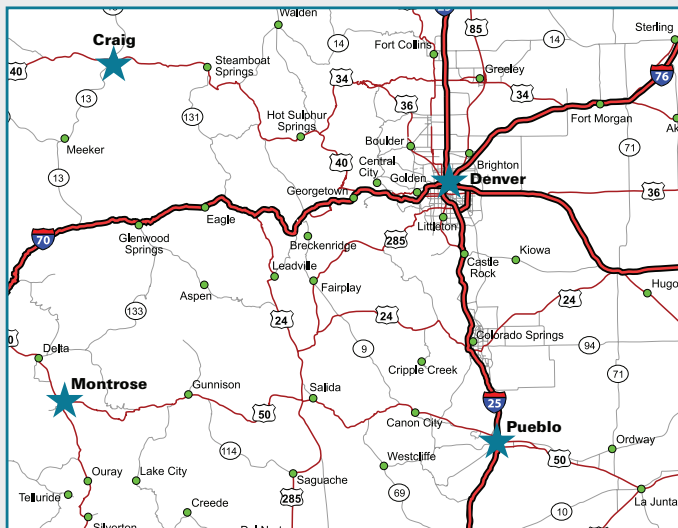 Walden
Sterling
85
14
14
Craig
Fort Collins
40
Steamboat
Springs
34
Greeley
76
13
36
34
131
Hot Sulphur
Springs
Fort Morgan
Boulder
71
Meeker
40
Central
City
Brighton
13
Golden
Denver
Georgetown
36
Eagle
70
Glenwood
Springs
Breckenridge
285
Littleton
Castle
Rock
Kiowa
Leadville
Fairplay
Hugo
Aspen
24
133
24
24
Colorado Springs
9
94
Delta
Cripple Creek
71
Montrose
Gunnison
Salida
50
25
Canon City
Pueblo
114
Westcliffe
50
Ordway
Ouray
Lake City
Saguache
69
La Junta
Telluride
285
Creede
10
Silverton